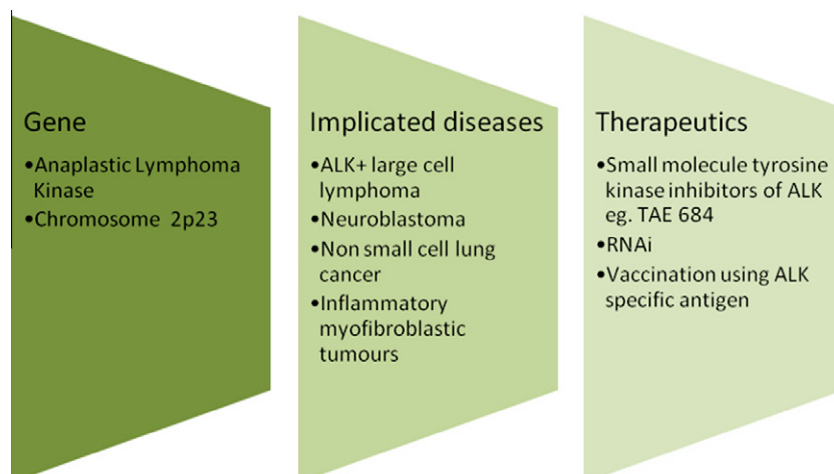 Gene
•Anaplastic Lymphoma
Kinase
•Chromosome 2p23
Implicated diseases
•ALK+ large cell
lymphoma
•Neuroblastoma
•Non small cell lung
cancer
•Inflammatory
myofibroblastic
tumours
Therapeutics
•Small molecule tyrosine
kinase inhibitors of ALK
eg. TAE 684
•RNAi
•Vaccination using ALK
specific antigen